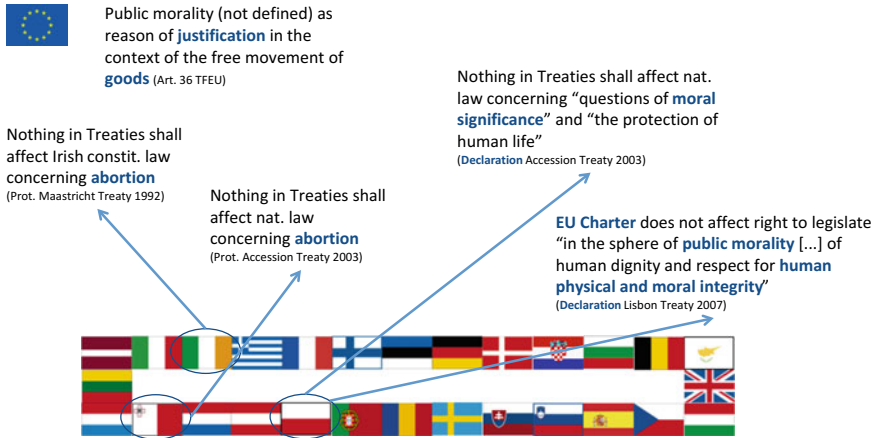 Public morality (not defined) as
reason of justification in the
context of the free movement of
goods (Art. 36 TFEU)
Nothing in Treaties shall
affect Irish constit. law
concerning abortion
(Prot. Maastricht Treaty 1992)
Nothing in Treaties shall
affect nat. law
concerning abortion
(Prot. Accession Treaty 2003)
Nothing in Treaties shall affect nat.
law concerning “questions of moral
significance” and “the protection of
human life”
(Declaration Accession Treaty 2003)
EU Charter does not affect right to legislate
“in the sphere of public morality [...] of
human dignity and respect for human
physical and moral integrity”
(Declaration Lisbon Treaty 2007)